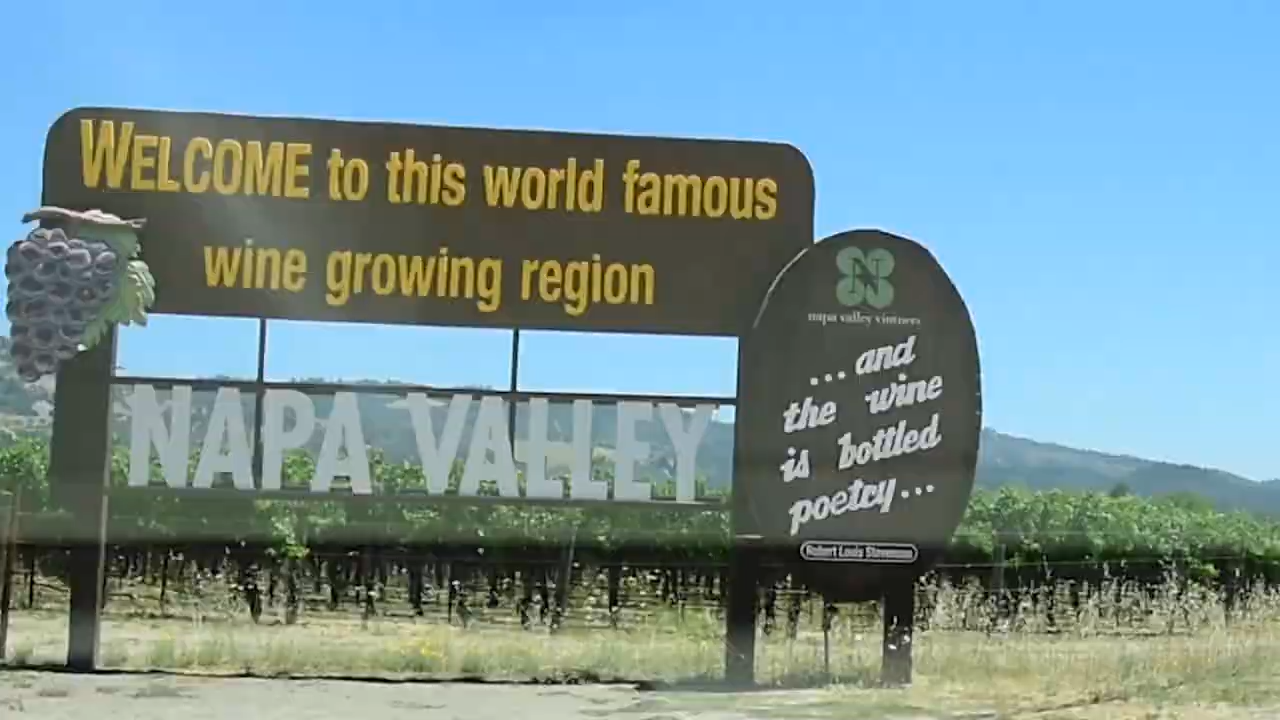 WELCOME to this world famous
wine growing region
NAPA VALLEY
NV
napa valley vintners
...and
the wine
is bottled
poetry...
Robert Louis Stevenson